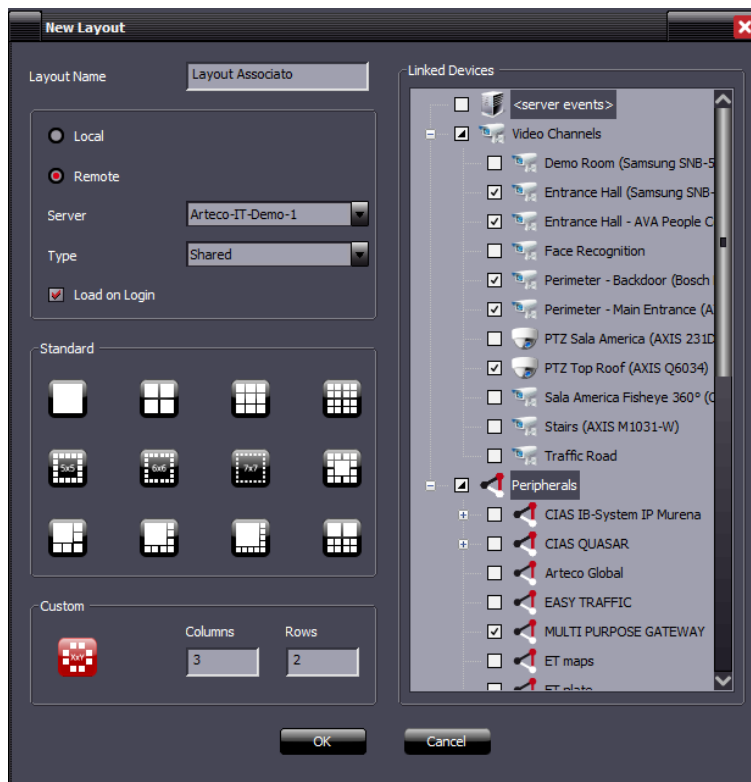 New Layout
Layout Name
Layout Associato
Local
Remote
Server
Arteco-IT-Demo-1
Type
Shared
Load on Login
Standard
5x5
6x6
7x7
Custom
XxY
Columns
Rows
3
2
Linked Devices
<server events>
Video Channels
Demo Room (Samsung SNB-5
Entrance Hall (Samsung SNB-
Entrance Hall - AVA People C
Face Recognition
Perimeter - Backdoor (Bosch
Perimeter - Main Entrance (A
PTZ Sala America (AXIS 231D
PTZ Top Roof (AXIS Q6034)
Sala America Fisheye 360° (
Stairs (AXIS M1031-W)
Traffic Road
Peripherals
CIAS IB-System IP Murena
CIAS QUASAR
Arteco Global
EASY TRAFFIC
MULTI PURPOSE GATEWAY
ET maps
ET plate
OK
Cancel